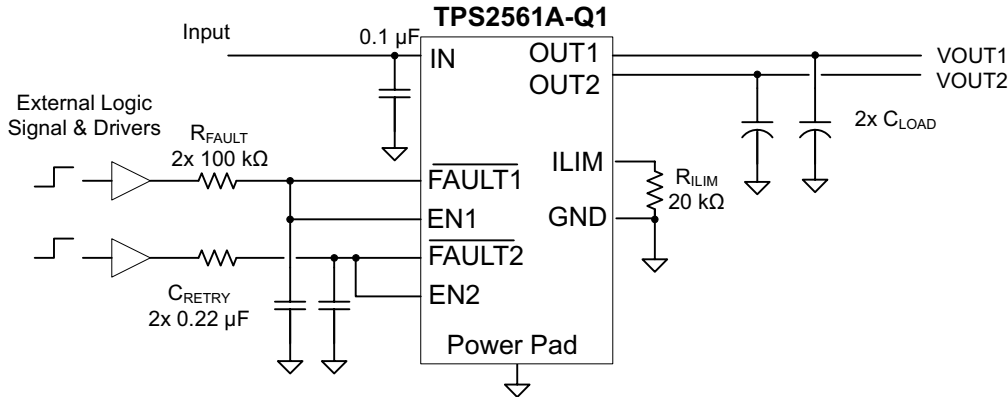 TPS2561A-Q1
Input
0.1 µF
IN
OUT1
OUT2
VOUT1
VOUT2
2x CLOAD
External Logic
Signal & Drivers
RFAULT
2x 100 kΩ
FAULT1
EN1
FAULT2
EN2
ILIM
GND
RILIM
20 kΩ
CRETRY
2x 0.22 µF
Power Pad